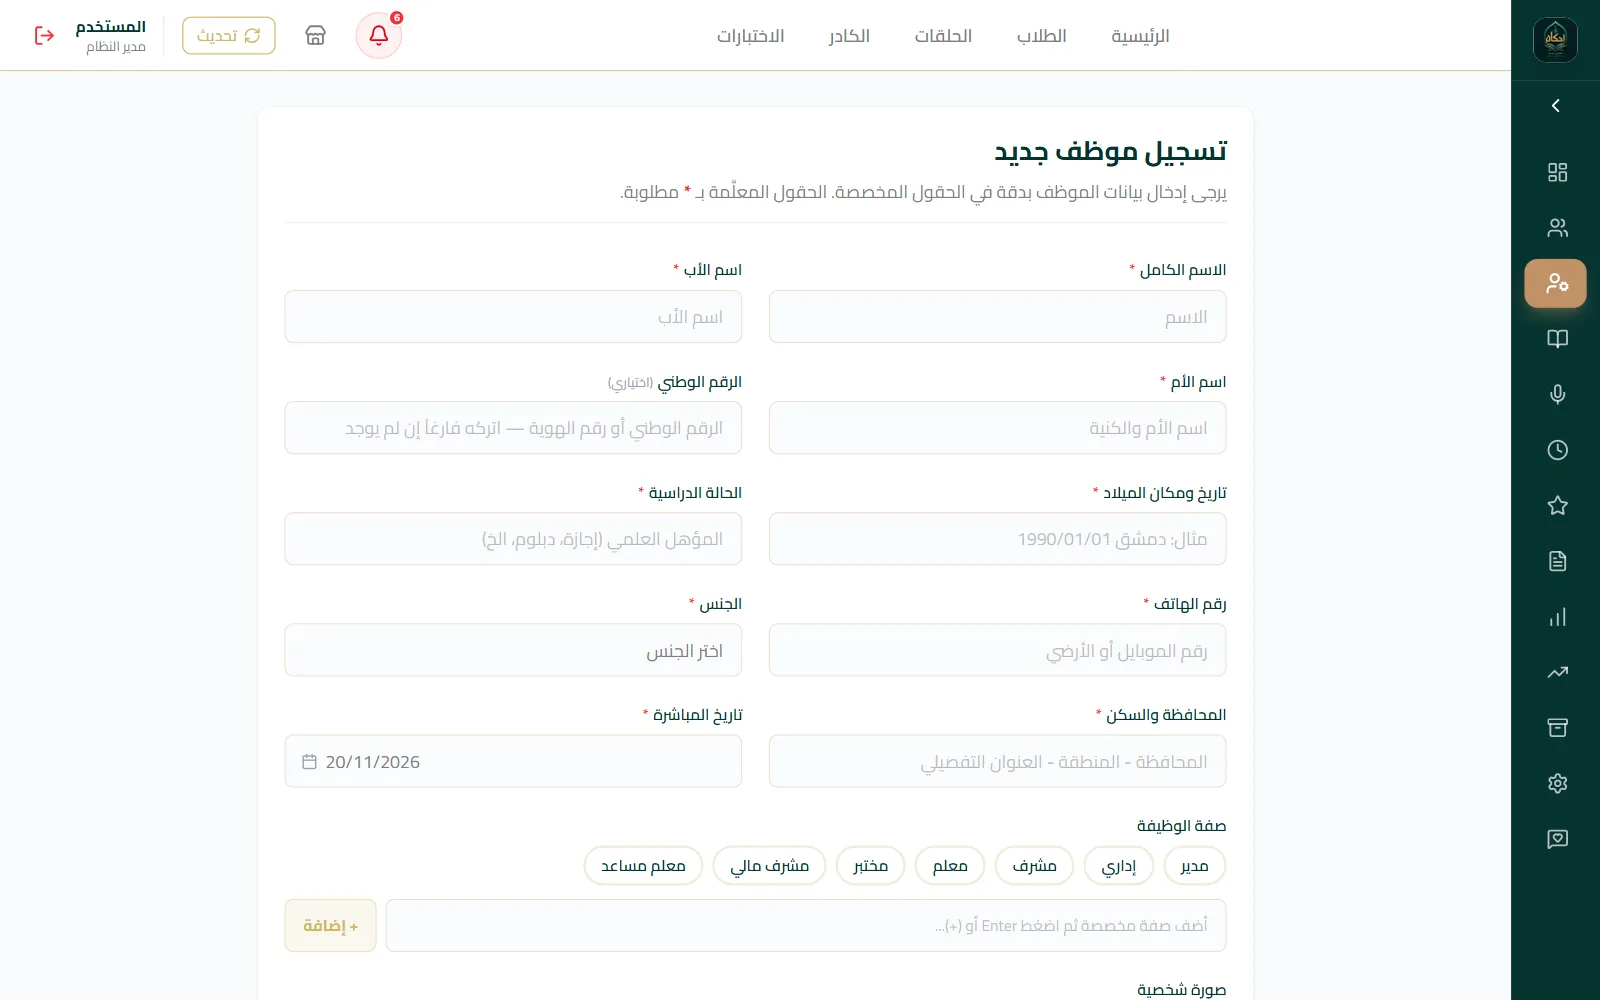 الرئيسية
الطلاب
الحلقات
الكادر
الاختبارات
6
تحديث
المستخدم
مدير النظام
تسجيل موظف جديد
يرجى إدخال بيانات الموظف بدقة في الحقول المخصصة. الحقول المعلّمة بـ * مطلوبة.
الاسم الكامل *
اسم الأب *
الاسم
اسم الأب
اسم الأم *
الرقم الوطني (اختياري)
اسم الأم والكنية
الرقم الوطني أو رقم الهوية — اتركه فارغاً إن لم يوجد
تاريخ ومكان الميلاد *
الحالة الدراسية *
مثال: دمشق 1990/01/01
المؤهل العلمي (إجازة، دبلوم، الخ)
رقم الهاتف *
الجنس *
رقم الموبايل أو الأرضي
اختر الجنس
المحافظة والسكن *
تاريخ المباشرة *
المحافظة - المنطقة - العنوان التفصيلي
20/11/2026
صفة الوظيفة
مدير
إداري
مشرف
معلم
مختبر
مشرف مالي
معلم مساعد
أضف صفة مخصصة ثم اضغط Enter أو (+)...
+ إضافة
صورة شخصية